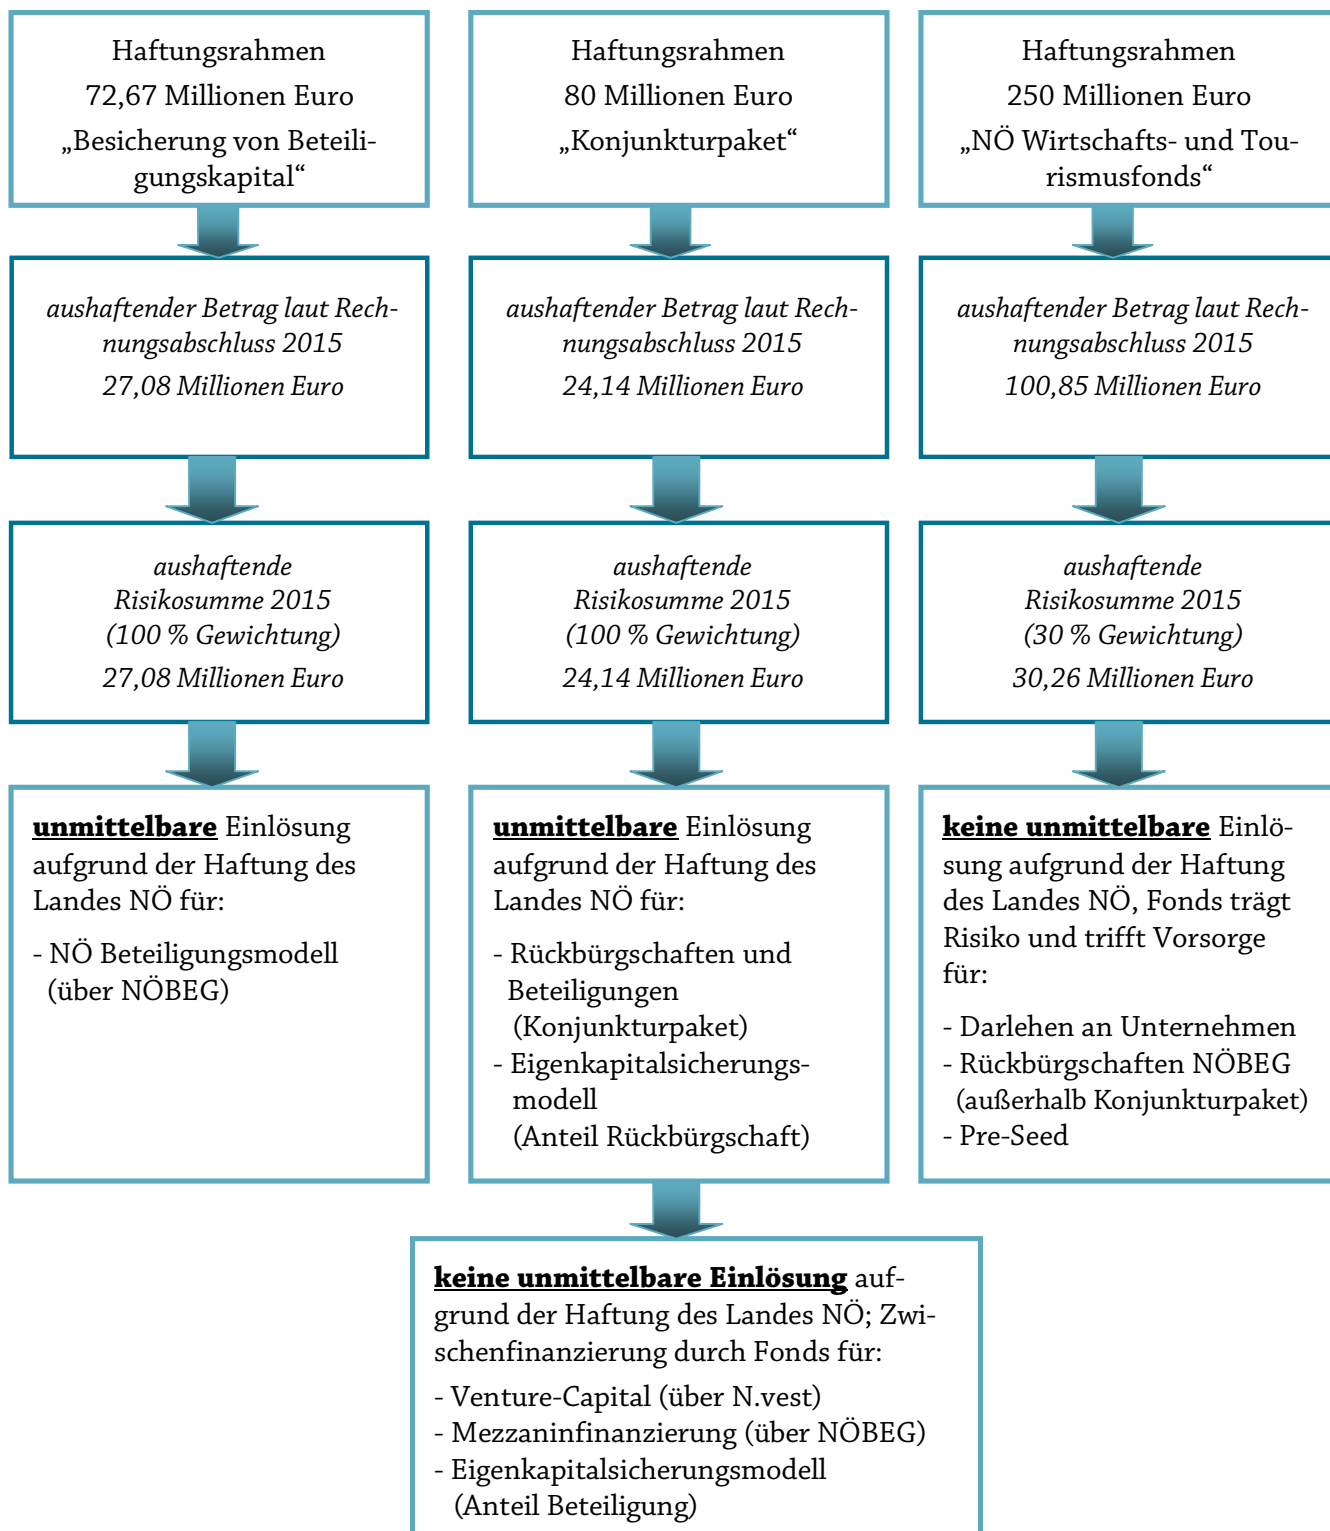 Haftungsrahmen
72,67 Millionen Euro
„Besicherung von Beteili-
gungskapital“
Haftungsrahmen
80 Millionen Euro
„Konjunkturpaket“
Haftungsrahmen
250 Millionen Euro
„NÖ Wirtschafts- und Tou-
rismusfonds“
aushaftender Betrag laut Rech-
nungsabschluss 2015
27,08 Millionen Euro
aushaftender Betrag laut Rech-
nungsabschluss 2015
24,14 Millionen Euro
aushaftender Betrag laut Rech-
nungsabschluss 2015
100,85 Millionen Euro
aushaftende
Risikosumme 2015
(100 % Gewichtung)
27,08 Millionen Euro
aushaftende
Risikosumme 2015
(100 % Gewichtung)
24,14 Millionen Euro
aushaftende
Risikosumme 2015
(30 % Gewichtung)
30,26 Millionen Euro
unmittelbare Einlösung
aufgrund der Haftung des
Landes NÖ für:
- NÖ Beteiligungsmodell
(über NÖBEG)
unmittelbare Einlösung
aufgrund der Haftung des
Landes NÖ für:
- Rückbürgschaften und
Beteiligungen
(Konjunkturpaket)
- Eigenkapitalsicherungs-
modell
(Anteil Rückbürgschaft)
keine unmittelbare Einlö-
sung aufgrund der Haftung
des Landes NÖ, Fonds trägt
Risiko und trifft Vorsorge
für:
- Darlehen an Unternehmen
- Rückbürgschaften NÖBEG
(außerhalb Konjunkturpaket)
- Pre-Seed
keine unmittelbare Einlösung auf-
grund der Haftung des Landes NÖ; Zwi-
schenfinanzierung durch Fonds für:
- Venture-Capital (über N.vest)
- Mezzaninfinanzierung (über NÖBEG)
- Eigenkapitalsicherungsmodell
(Anteil Beteiligung)